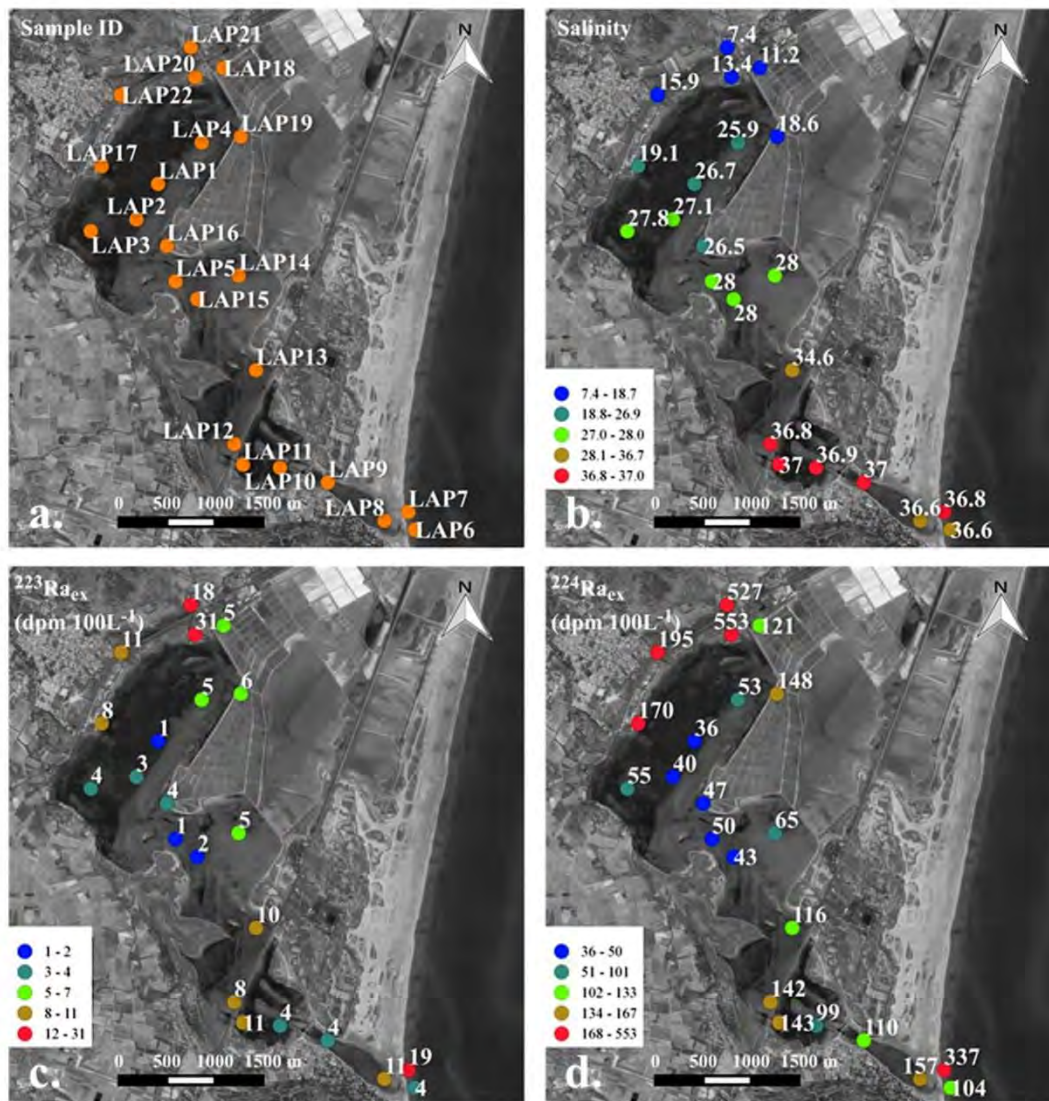 Sample ID
N
LAP21
LAP20
LAP18
LAP22
LAP4
LAP19
LAP17
LAP1
LAP2
LAP3
LAP16
LAP5
LAP14
LAP15
LAP13
LAP12
LAP11
LAP10
LAP9
LAP8
LAP7
LAP6
0 500 1000 1500 m
a.
Salinity
N
7.4
13.4
11.2
15.9
25.9
18.6
19.1
26.7
27.8
27.1
26.5
28
28
28
34.6
36.8
37
36.9
37
36.6
36.8
36.6
7.4 - 18.7
18.8- 26.9
27.0 - 28.0
28.1 - 36.7
36.8 - 37.0
0 500 1000 1500 m
b.
²²³Raₑₓ
(dpm 100L⁻¹)
N
18
31
5
11
5
6
8
1
4
3
4
1
2
5
10
8
11
4
4
11
19
4
1 - 2
3 - 4
5 - 7
8 - 11
12 - 31
0 500 1000 1500 m
c.
²²⁴Raₑₓ
(dpm 100L⁻¹)
N
527
553
121
195
53
148
170
36
55
40
47
50
43
65
116
142
143
99
110
157
337
104
36 - 50
51 - 101
102 - 133
134 - 167
168 - 553
0 500 1000 1500 m
d.